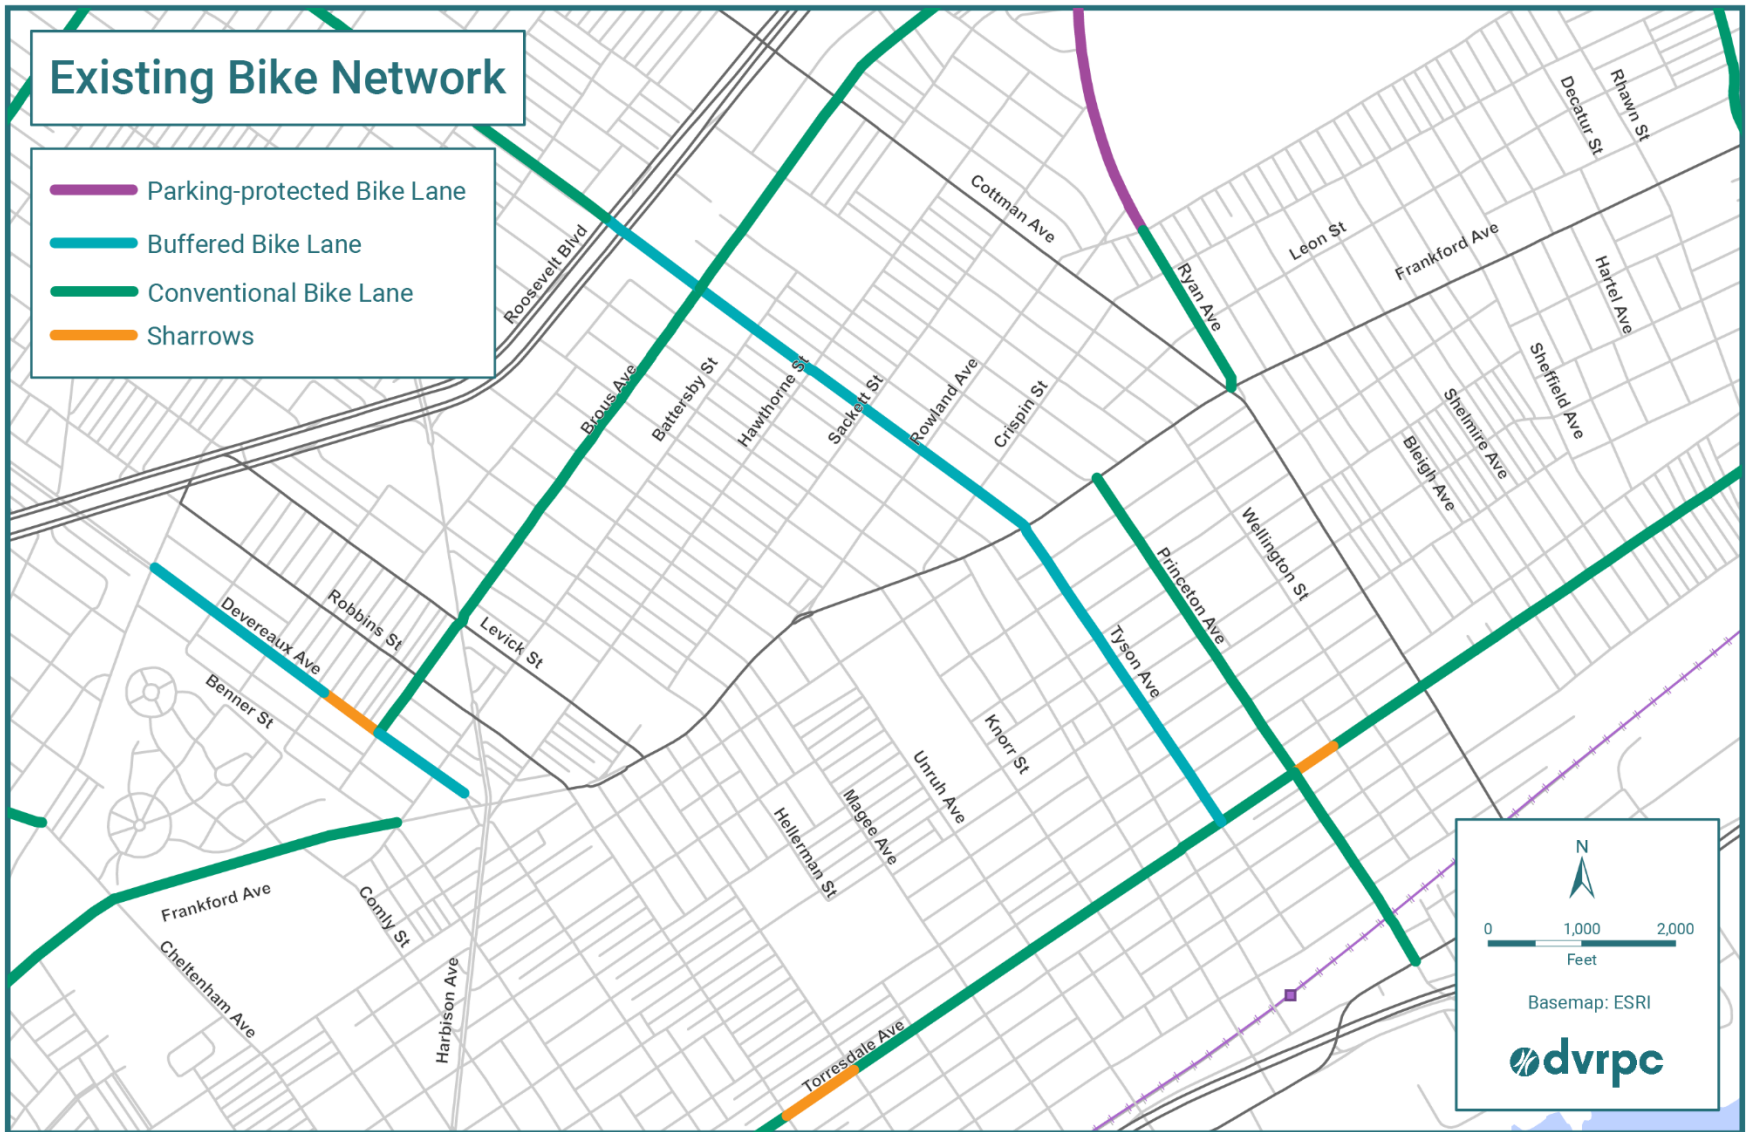 Existing Bike Network
Parking-protected Bike Lane
Buffered Bike Lane
Conventional Bike Lane
Sharrows
Roosevelt Blvd
Cottman Ave
Ryan Ave
Leon St
Frankford Ave
Decatur St
Rhawn St
Hartel Ave
Sheffield Ave
Shelmire Ave
Bleigh Ave
Brous Ave
Battersby St
Hawthorne St
Sackett St
Rowland Ave
Crispin St
Wellington St
Princeton Ave
Tyson Ave
Devereaux Ave
Robbins St
Levick St
Benner St
Knorr St
Unruh Ave
Magee Ave
Hellerman St
Frankford Ave
Comly St
Cheltenham Ave
Harbison Ave
Torresdale Ave
N
0 1,000 2,000
Feet
Basemap: ESRI
dvrpc